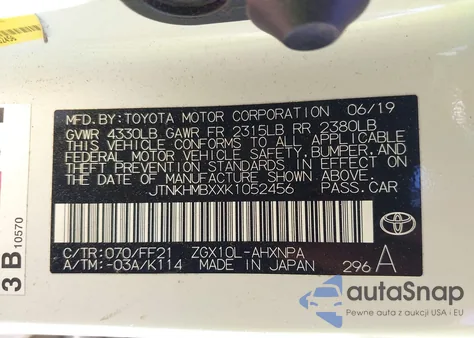 MFD. BY: TOYOTA MOTOR CORPORATION 06/19
GVWR 4330LB GAWR FR 2315LB RR 2380LB
THIS VEHICLE CONFORMS TO ALL APPLICABLE
FEDERAL MOTOR VEHICLE SAFETY, BUMPER, AND
THEFT PREVENTION STANDARDS IN EFFECT ON
THE DATE OF MANUFACTURE SHOWN ABOVE.
JTNKHMBXXK1052456 PASS. CAR
C/TR: 070/FF21 ZGX10L-AHXNPA
A/TM: -03A/K114 MADE IN JAPAN 296 A
TOYOTA
3 B 10570
autoSnap
Pewne auta z aukcji USA i EU